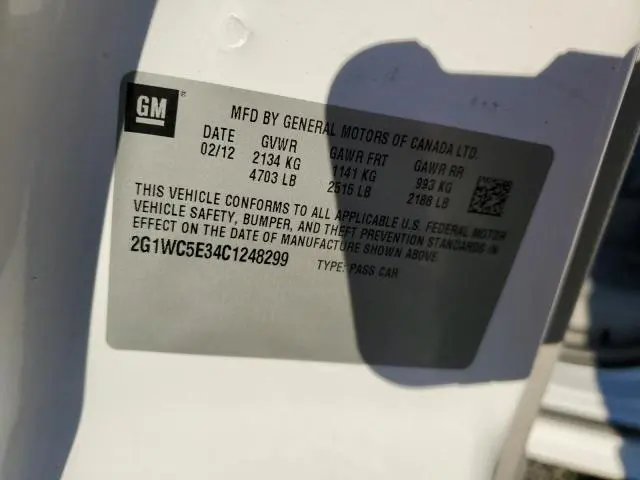 GM ®
MFD BY GENERAL MOTORS OF CANADA LTD.
DATE GVWR GAWR FRT GAWR RR
02/12 2134 KG 1141 KG 993 KG
4703 LB 2515 LB 2188 LB
THIS VEHICLE CONFORMS TO ALL APPLICABLE U.S. FEDERAL MOTOR
VEHICLE SAFETY, BUMPER, AND THEFT PREVENTION STANDARDS IN
EFFECT ON THE DATE OF MANUFACTURE SHOWN ABOVE.
2G1WC5E34C1248299 TYPE: PASS CAR